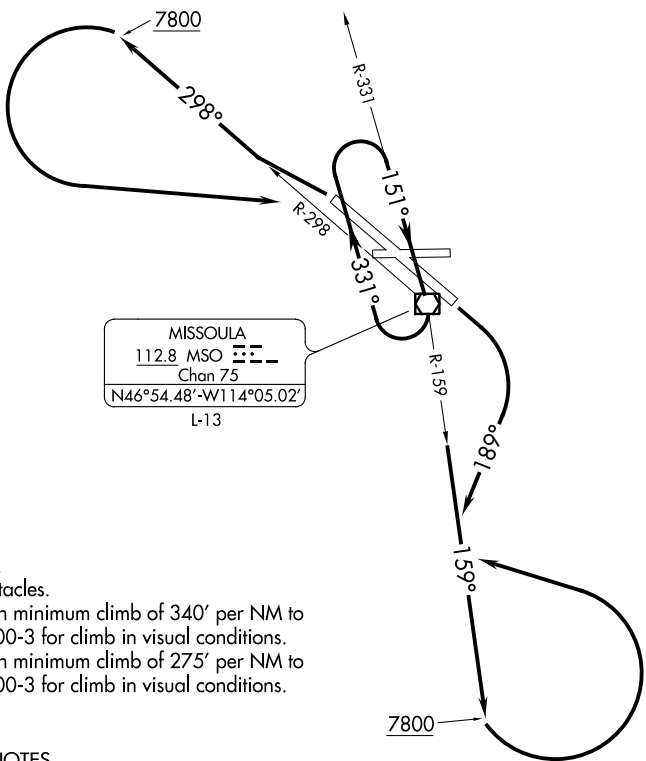 7800
298°
R-331
151°
R-298
331°
MISSOULA
112.8 MSO
Chan 75
N46°54.48'-W114°05.02'
L-13
R-159
189°
159°
7800
minimum climb of 340' per NM to
00-3 for climb in visual conditions.
minimum climb of 275' per NM to
00-3 for climb in visual conditions.